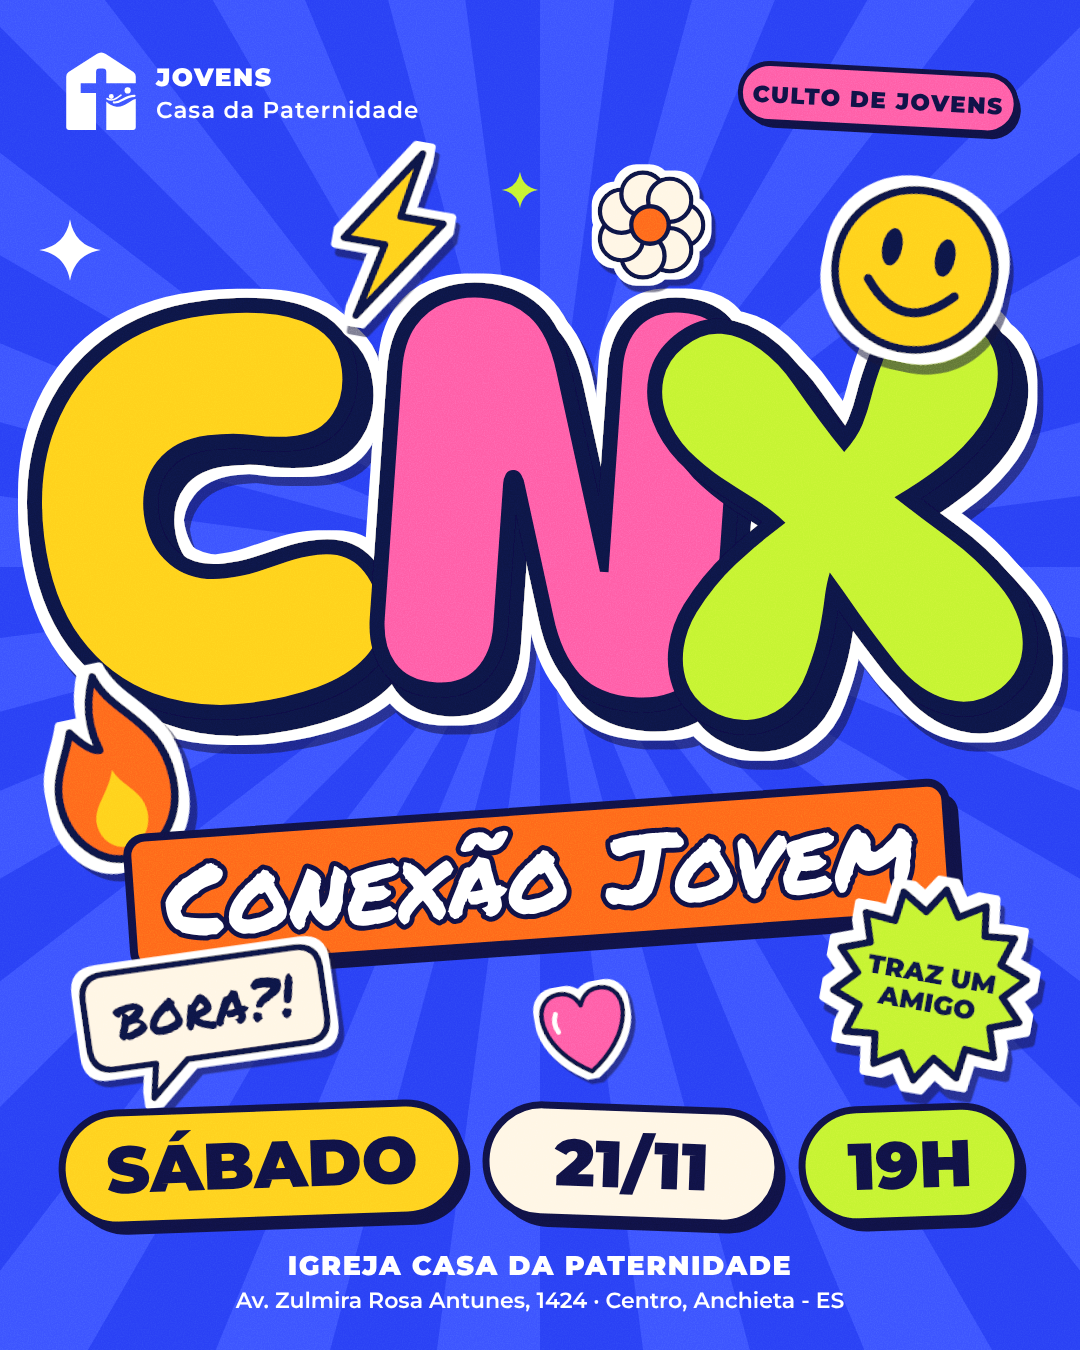 JOVENS
Casa da Paternidade
CULTO DE JOVENS
CNX
CONEXÃO JOVEM
BORA?!
TRAZ UM
AMIGO
SÁBADO
21/11
19H
IGREJA CASA DA PATERNIDADE
Av. Zulmira Rosa Antunes, 1424 · Centro, Anchieta - ES